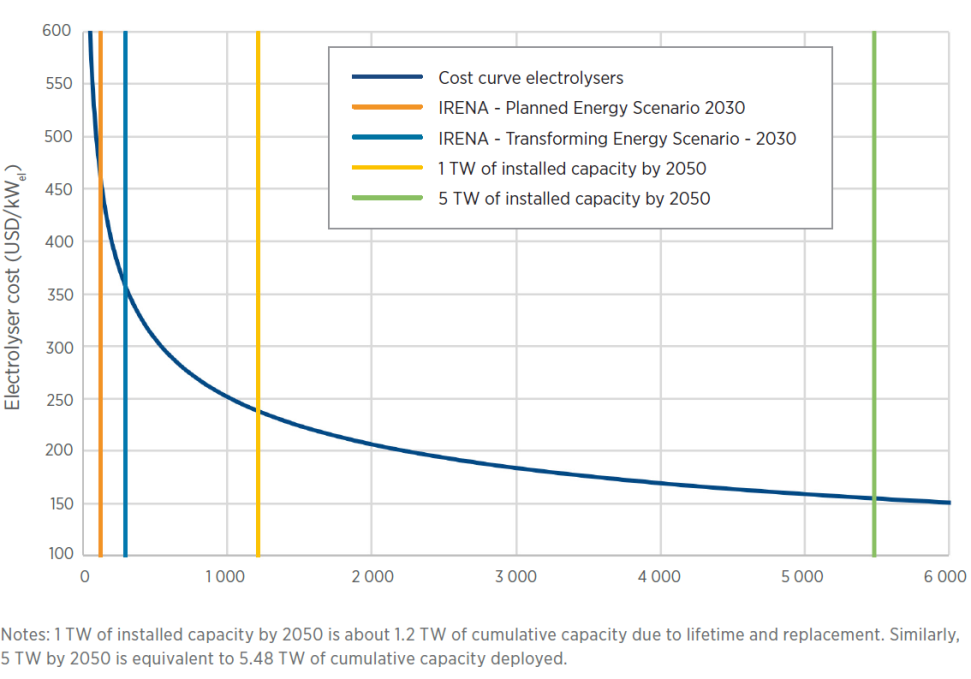 600
550
500
450
400
350
300
250
200
150
100
Electrolyser cost (USD/kWel)
Cost curve electrolysers
IRENA - Planned Energy Scenario 2030
IRENA - Transforming Energy Scenario - 2030
1 TW of installed capacity by 2050
5 TW of installed capacity by 2050
0 1 000 2 000 3 000 4 000 5 000 6 000
Notes: 1 TW of installed capacity by 2050 is about 1.2 TW of cumulative capacity due to lifetime and replacement. Similarly,
5 TW by 2050 is equivalent to 5.48 TW of cumulative capacity deployed.